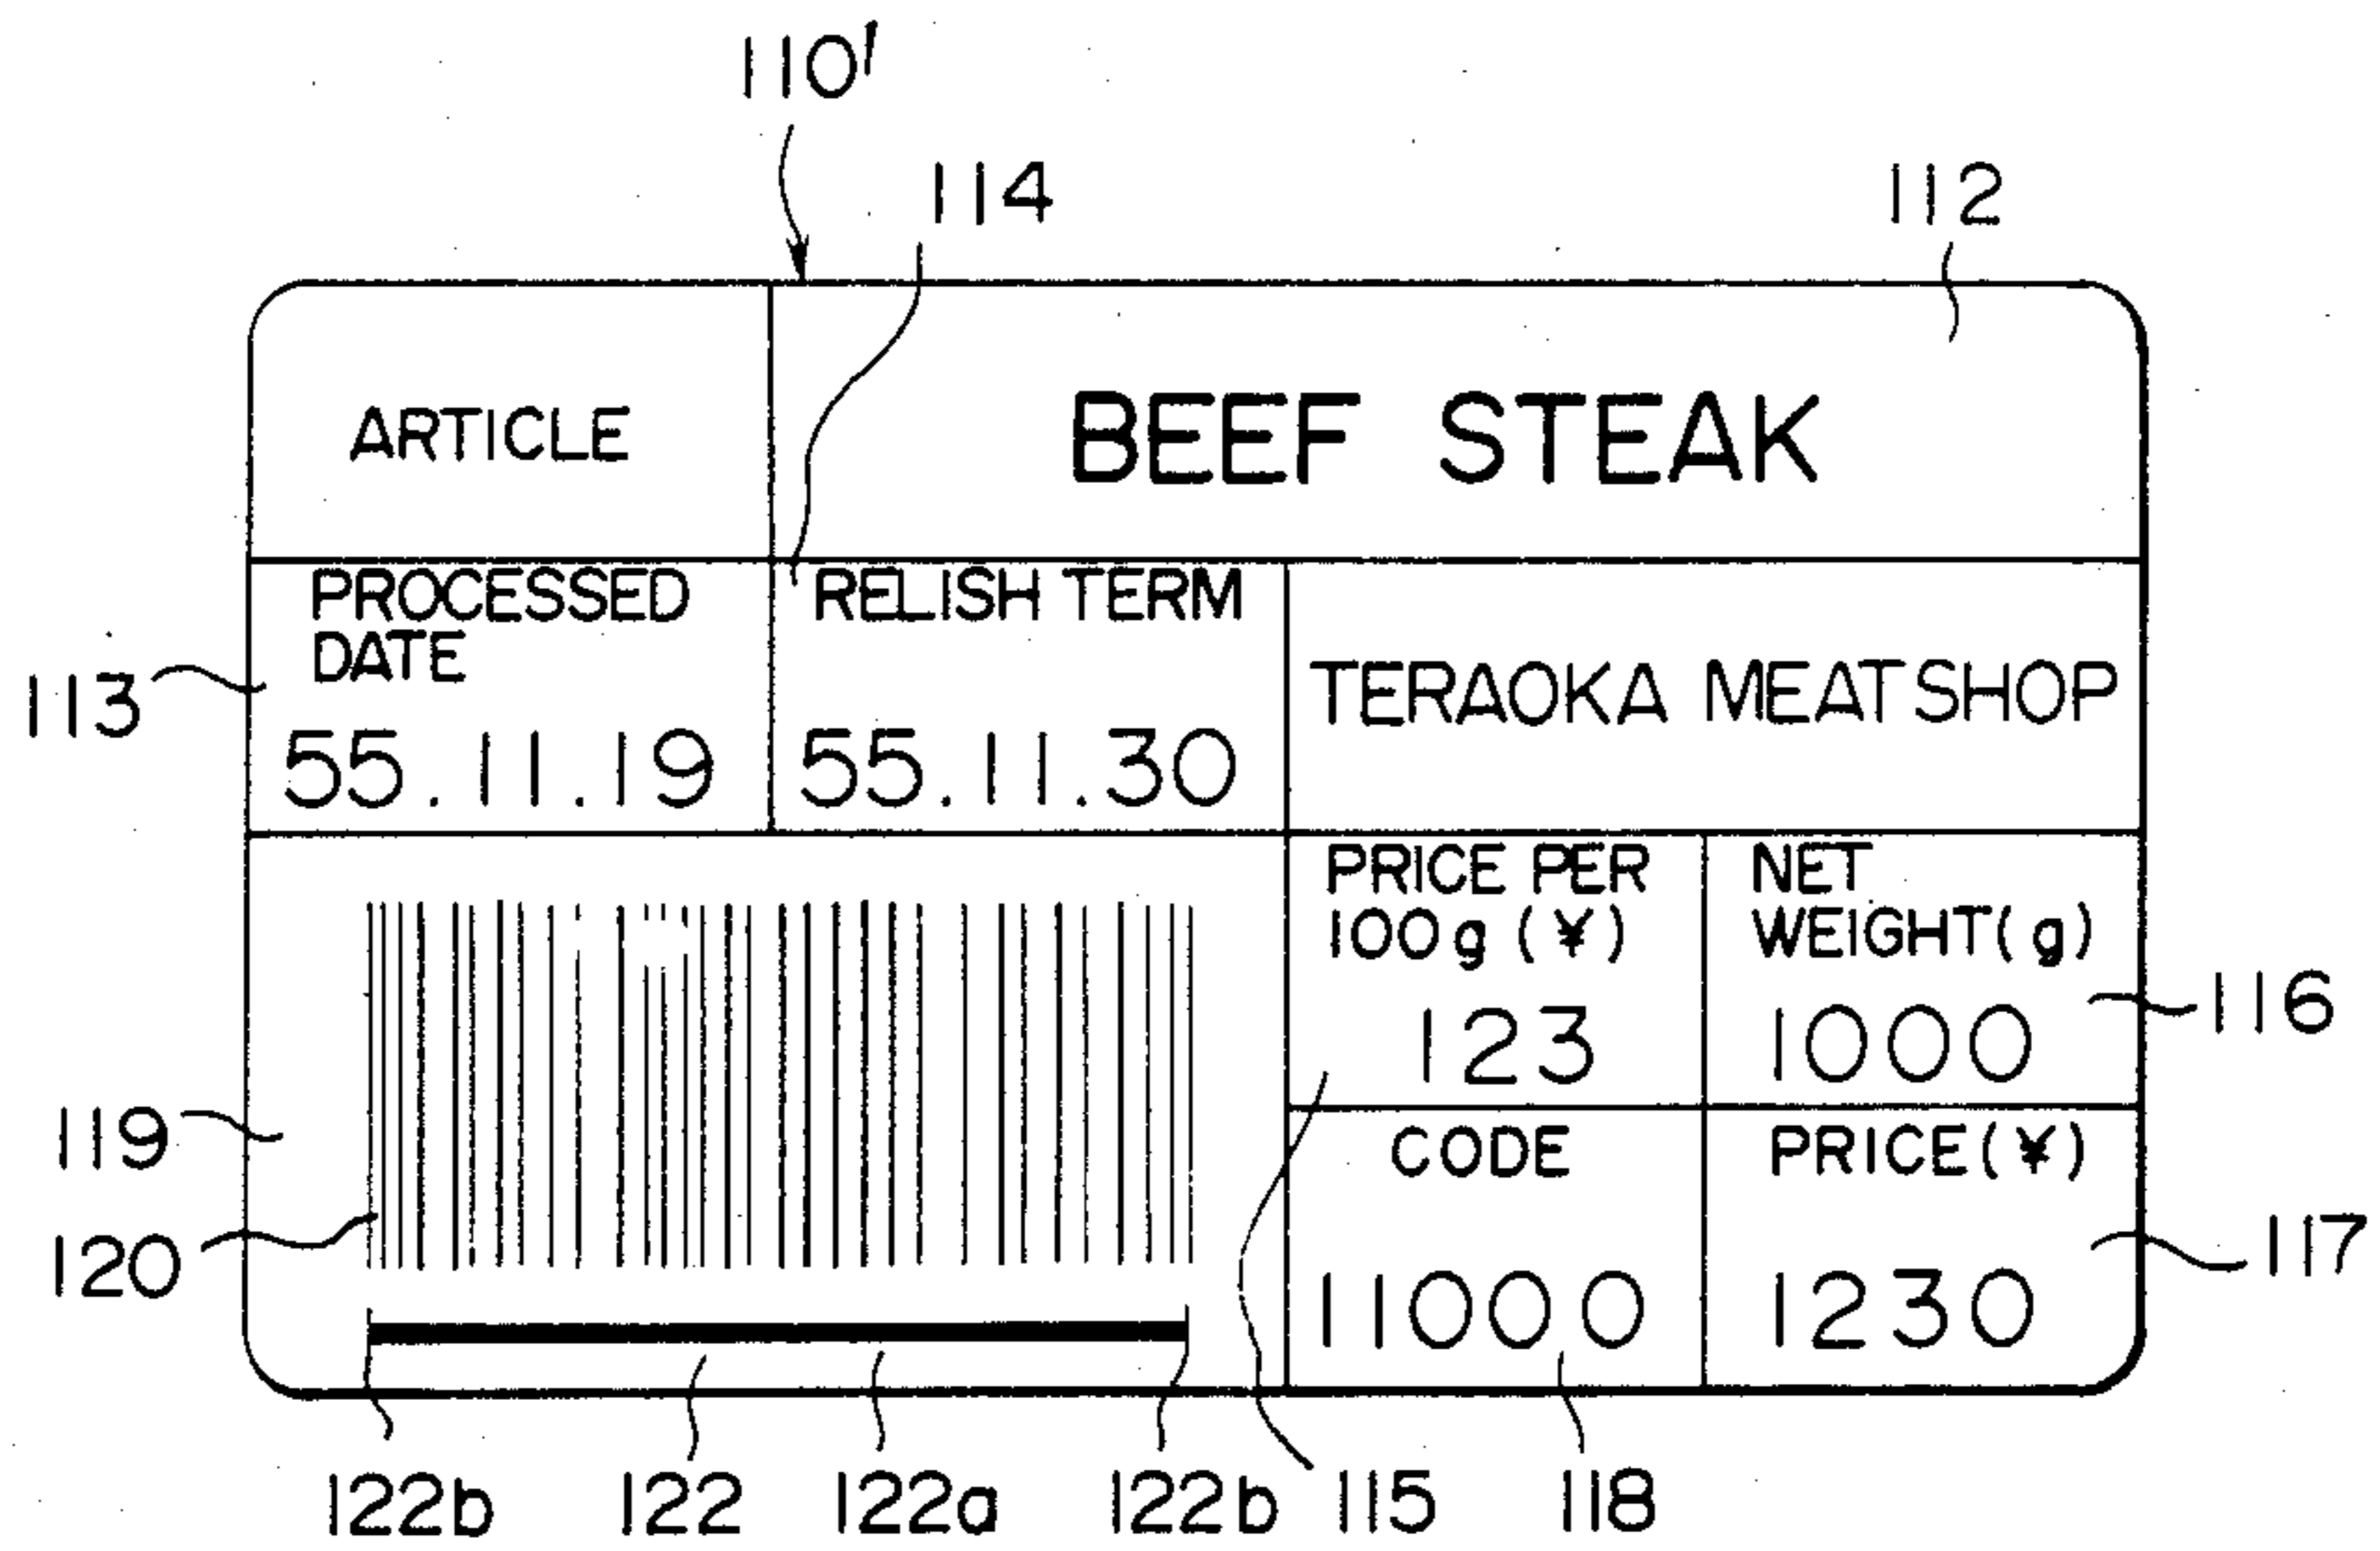 110'
114
112
ARTICLE
BEEF STEAK
PROCESSED
DATE
55.11.19
RELISH TERM
55.11.30
TERAOKA MEAT SHOP
113
PRICE PER
100g (¥)
123
NET
WEIGHT(g)
1000
116
119
120
CODE
11000
PRICE(¥)
1230
117
122b
122
122a
122b
115
118